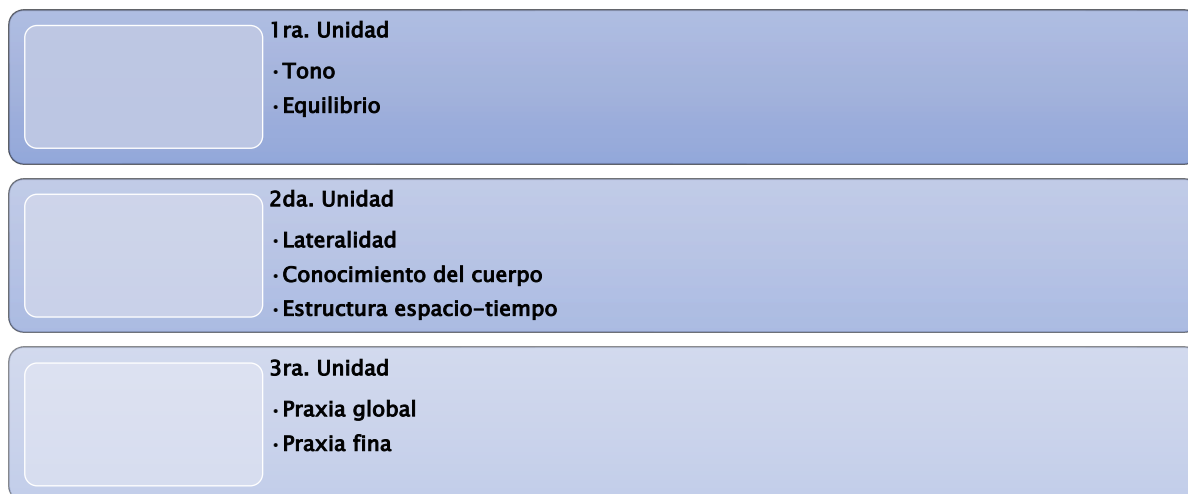 1ra. Unidad
·Tono
·Equilibrio
2da. Unidad
·Lateralidad
·Conocimiento del cuerpo
·Estructura espacio-tiempo
3ra. Unidad
·Praxia global
·Praxia fina